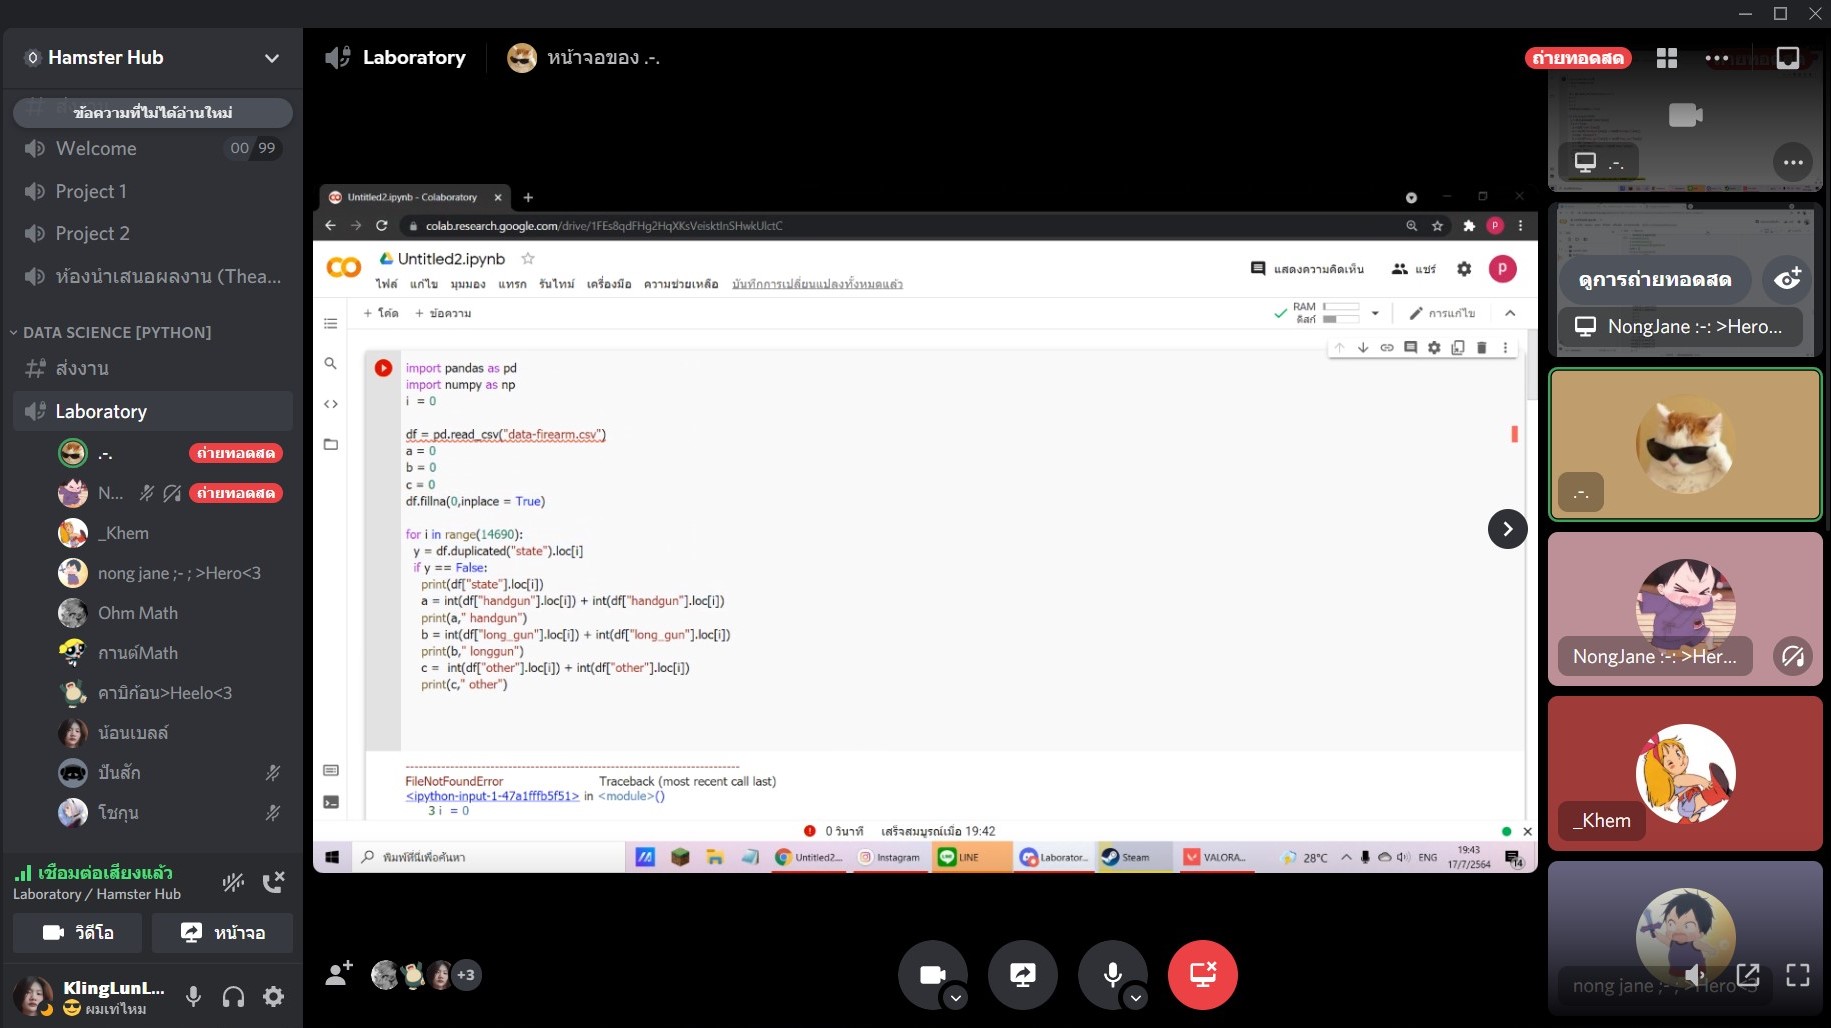 Hamster Hub
ข้อความที่ไม่ได้อ่านใหม่
Welcome
00 99
Project 1
Project 2
ห้องนำเสนอผลงาน (Thea...
DATA SCIENCE [PYTHON]
ส่งงาน
Laboratory
.-.
ถ่ายทอดสด
N...
ถ่ายทอดสด
_Khem
nong jane ;- ; >Hero<3
Ohm Math
กานต์Math
คาบิก้อน>Heelo<3
น้อนเบลล์
ปันสัก
โชกุน
เชื่อมต่อเสียงแล้ว
Laboratory / Hamster Hub
วิดีโอ
หน้าจอ
KlingLunL...
ผมเท่ไหม
Laboratory
หน้าจอของ .-.
ถ่ายทอดสด
Untitled2.ipynb - Colaboratory
colab.research.google.com/drive/1FEs8qdFHg2HqXKsVeisktInSHwkUlctC
P
Untitled2.ipynb
แสดงความคิดเห็น
แชร์
P
ไฟล์ แก้ไข มุมมอง แทรก รันไทม์ เครื่องมือ ความช่วยเหลือ บันทึกการเปลี่ยนแปลงทั้งหมดแล้ว
+ โค้ด + ข้อความ
RAM
ดิสก์
การแก้ไข
import pandas as pd
import numpy as np
i = 0
df = pd.read_csv("data-firearm.csv")
a = 0
b = 0
c = 0
df.fillna(0,inplace = True)
for i in range(14690):
y = df.duplicated("state").loc[i]
if y == False:
print(df["state"].loc[i])
a = int(df["handgun"].loc[i]) + int(df["handgun"].loc[i])
print(a," handgun")
b = int(df["long_gun"].loc[i]) + int(df["long_gun"].loc[i])
print(b," longgun")
c = int(df["other"].loc[i]) + int(df["other"].loc[i])
print(c," other")
---------------------------------------------------------------------------
FileNotFoundError Traceback (most recent call last)
<ipython-input-1-47a1fffb5f51> in <module>()
3 i = 0
0 วินาที เสร็จสมบูรณ์เมื่อ 19:42
พิมพ์ที่นี่เพื่อค้นหา
Untitled2...
Instagram
LINE
Laborator...
Steam
VALORA...
28°C
ENG
19:43
17/7/2564
14
+3
.-.
ดูการถ่ายทอดสด
NongJane :-: >Hero...
.-.
NongJane :-: >Her...
_Khem
nong jane ;- ; >Hero<3